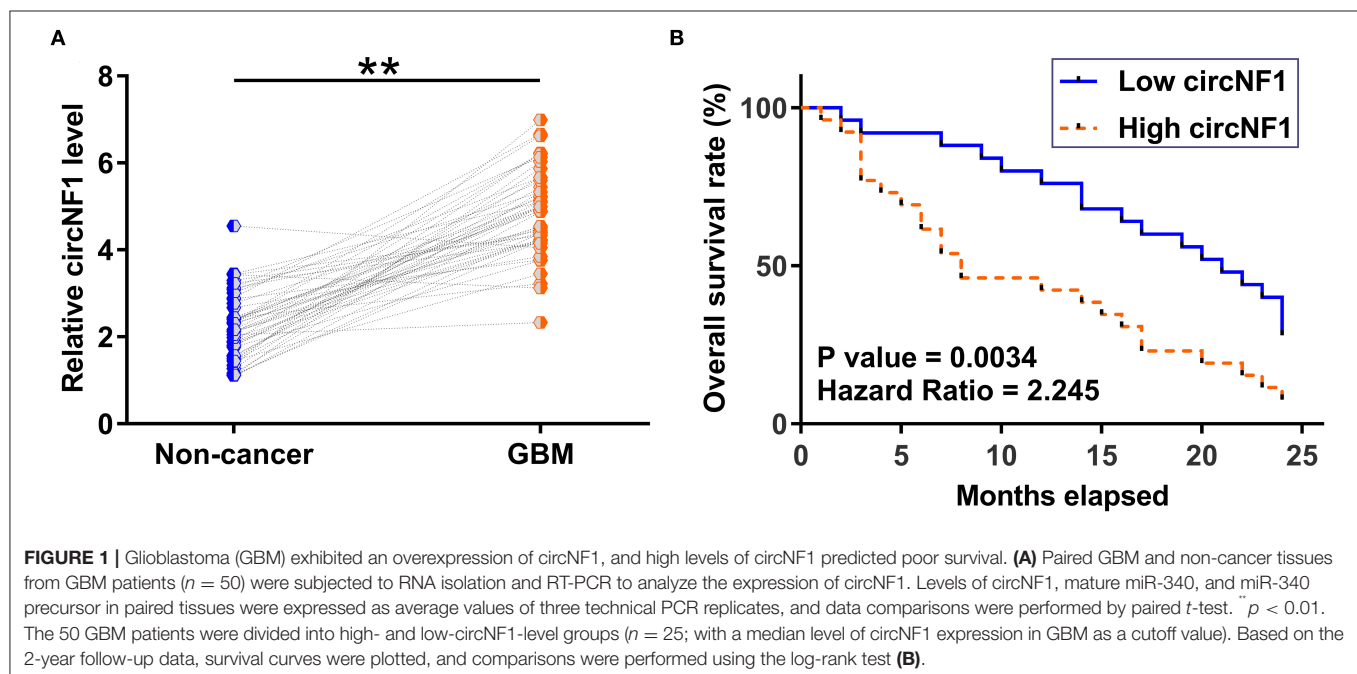 A
**
Relative circNF1 level
8
6
4
2
0
Non-cancer GBM
B
Low circNF1
High circNF1
Overall survival rate (%)
100
50
0
P value = 0.0034
Hazard Ratio = 2.245
0 5 10 15 20 25
Months elapsed
FIGURE 1 | Glioblastoma (GBM) exhibited an overexpression of circNF1, and high levels of circNF1 predicted poor survival. (A) Paired GBM and non-cancer tissues
from GBM patients (n = 50) were subjected to RNA isolation and RT-PCR to analyze the expression of circNF1. Levels of circNF1, mature miR-340, and miR-340
precursor in paired tissues were expressed as average values of three technical PCR replicates, and data comparisons were performed by paired t-test. **p < 0.01.
The 50 GBM patients were divided into high- and low-circNF1-level groups (n = 25; with a median level of circNF1 expression in GBM as a cutoff value). Based on the
2-year follow-up data, survival curves were plotted, and comparisons were performed using the log-rank test (B).